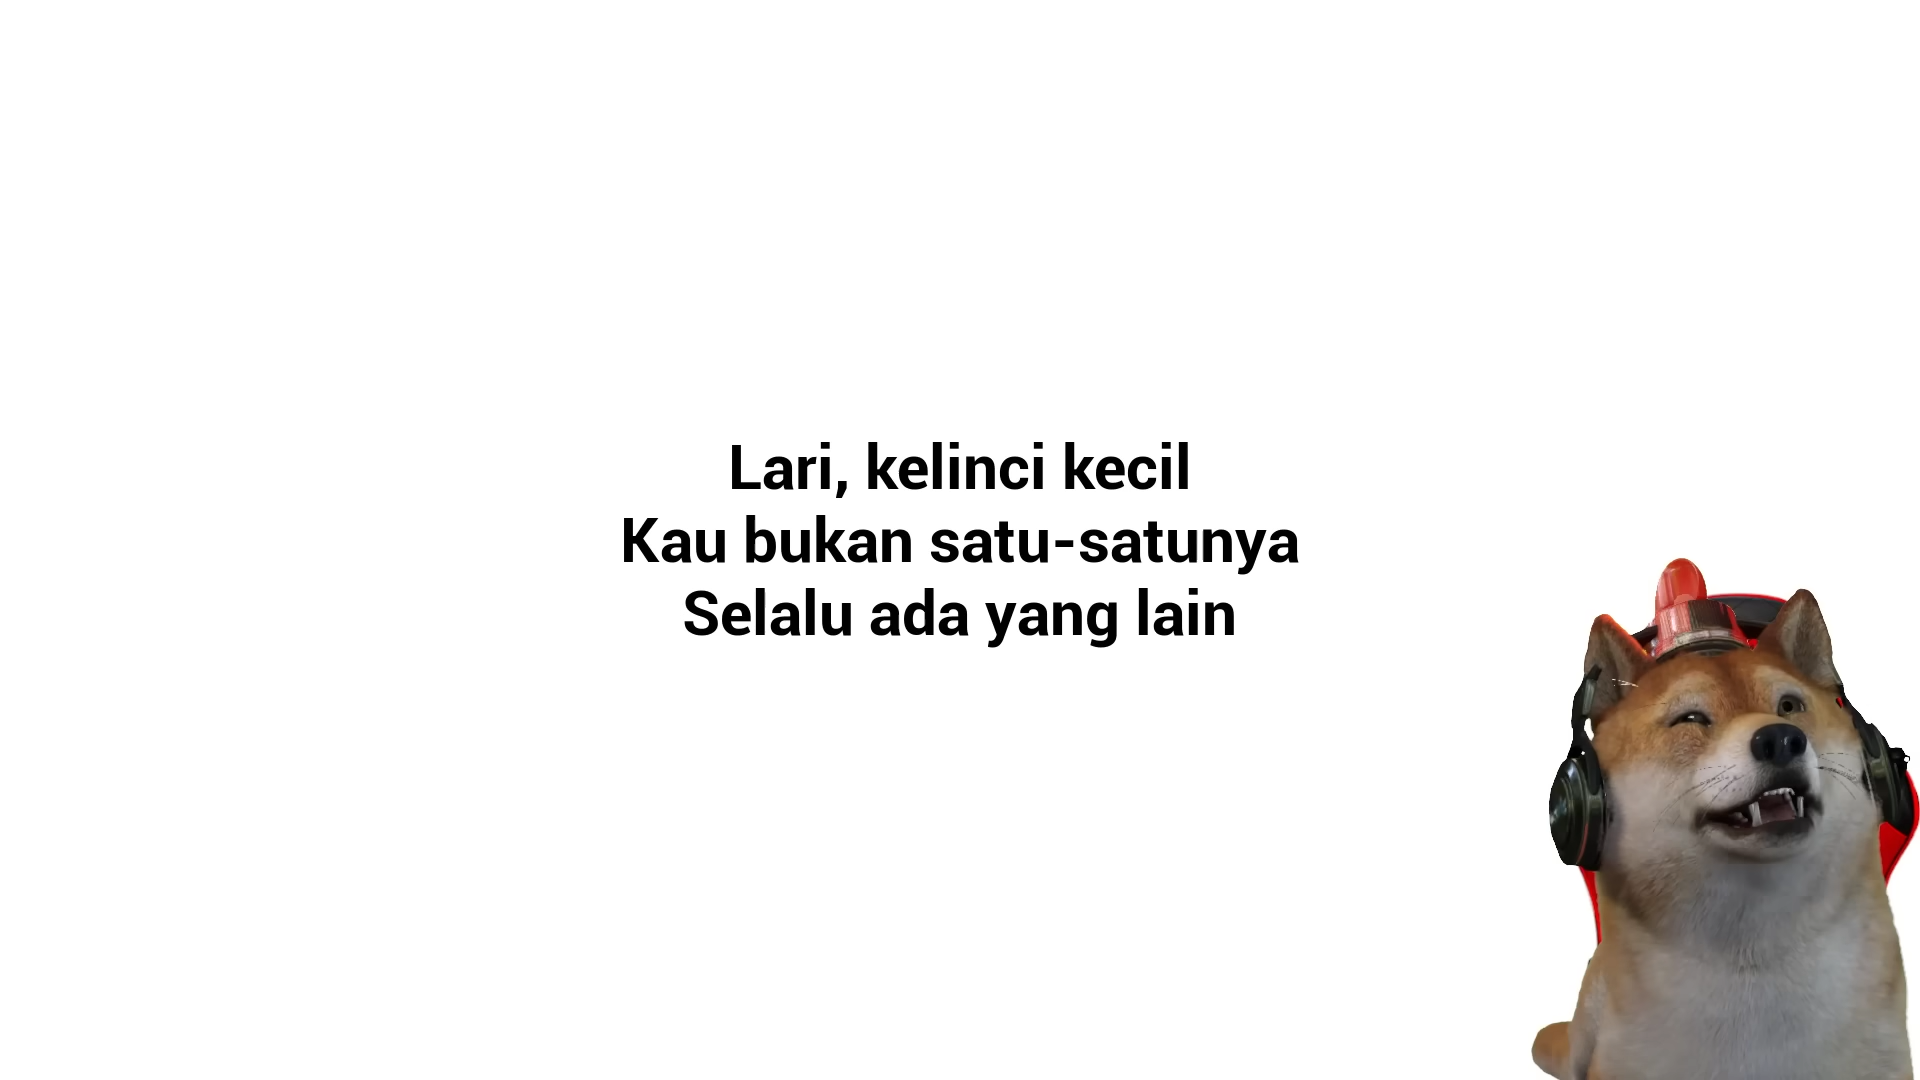 Lari, kelinci kecil
Kau bukan satu-satunya
Selalu ada yang lain